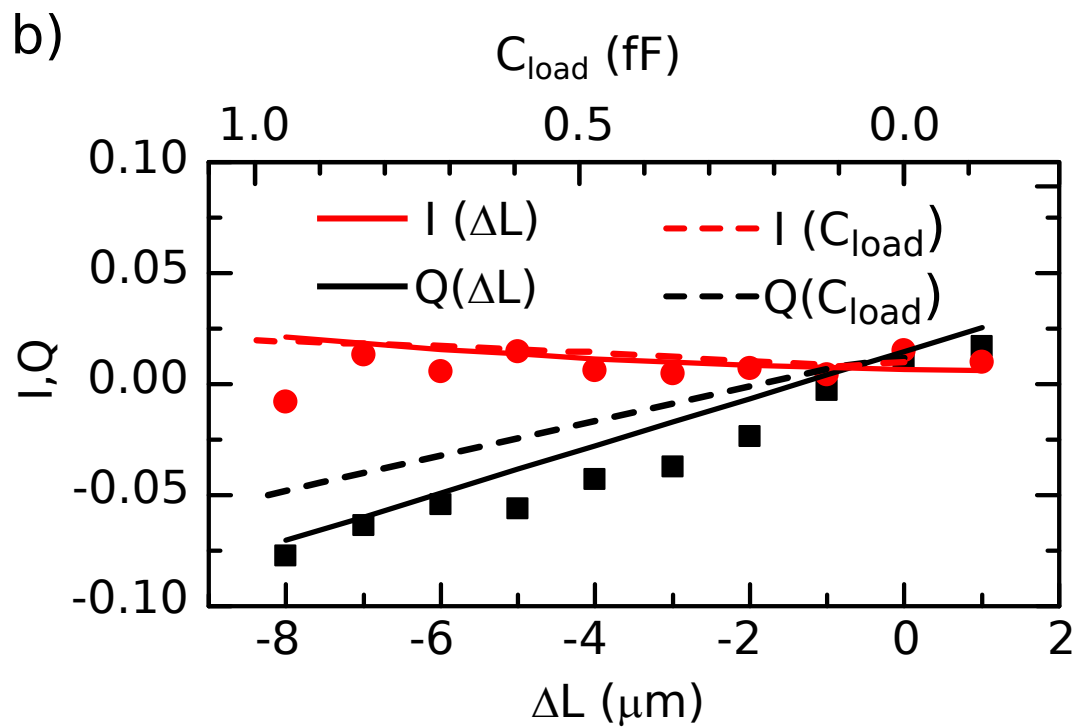 b)
C_load (fF)
1.0 0.5 0.0
0.10
0.05
0.00
-0.05
-0.10
I,Q
I (ΔL)
Q(ΔL)
I (C_load)
Q(C_load)
-8 -6 -4 -2 0 2
ΔL (μm)